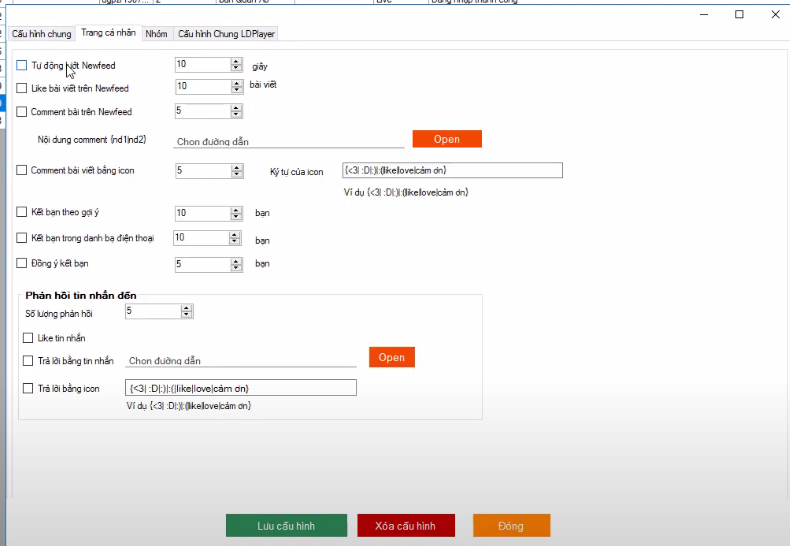 Cấu hình chung Trang cá nhân Nhóm Cấu hình Chung LDPlayer
Tự động lướt Newfeed 10 giây
Like bài viết trên Newfeed 10 bài viết
Comment bài trên Newfeed 5
Nội dung comment {nd1|nd2} Chọn đường dẫn Open
Comment bài viết bằng icon 5 Ký tự của icon {<3| :D|:)|:(|like|love|cảm ơn}
Ví dụ {<3| :D|:)|:(|like|love|cảm ơn}
Kết bạn theo gợi ý 10 bạn
Kết bạn trong danh bạ điện thoại 10 bạn
Đồng ý kết bạn 5 bạn
Phản hồi tin nhắn đến
Số lượng phản hồi 5
Like tin nhắn
Trả lời bằng tin nhắn Chọn đường dẫn Open
Trả lời bằng icon {<3| :D|:)|:(|like|love|cảm ơn}
Ví dụ {<3| :D|:)|:(|like|love|cảm ơn}
Lưu cấu hình Xóa cấu hình Đóng